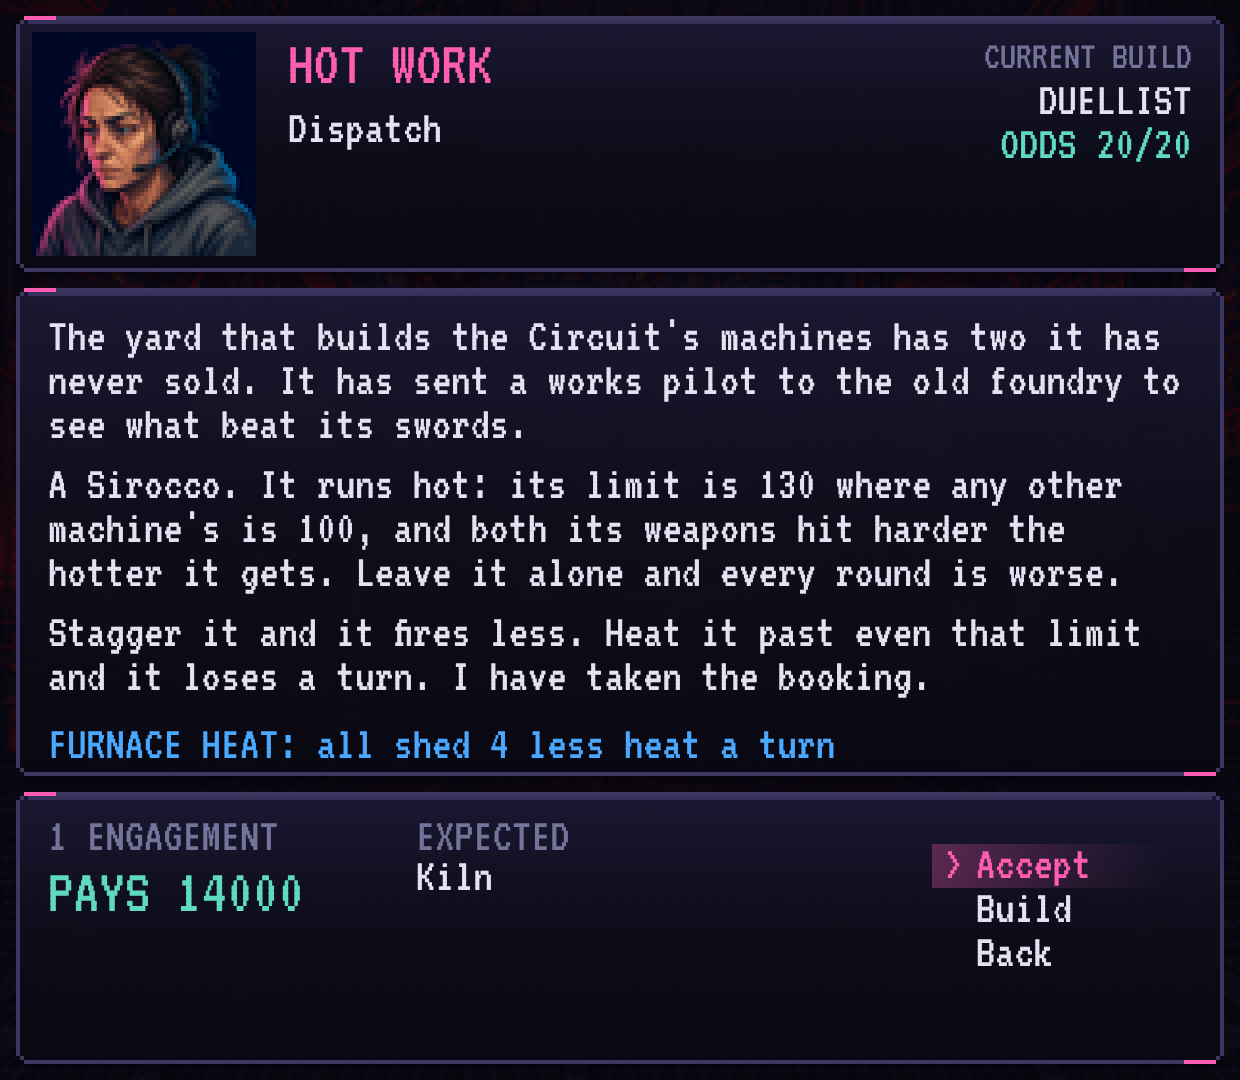 HOT WORK
Dispatch
CURRENT BUILD
DUELLIST
ODDS 20/20
The yard that builds the Circuit's machines has two it has
never sold. It has sent a works pilot to the old foundry to
see what beat its swords.
A Sirocco. It runs hot: its limit is 130 where any other
machine's is 100, and both its weapons hit harder the
hotter it gets. Leave it alone and every round is worse.
Stagger it and it fires less. Heat it past even that limit
and it loses a turn. I have taken the booking.
FURNACE HEAT: all shed 4 less heat a turn
1 ENGAGEMENT
PAYS 14000
EXPECTED
Kiln
> Accept
Build
Back